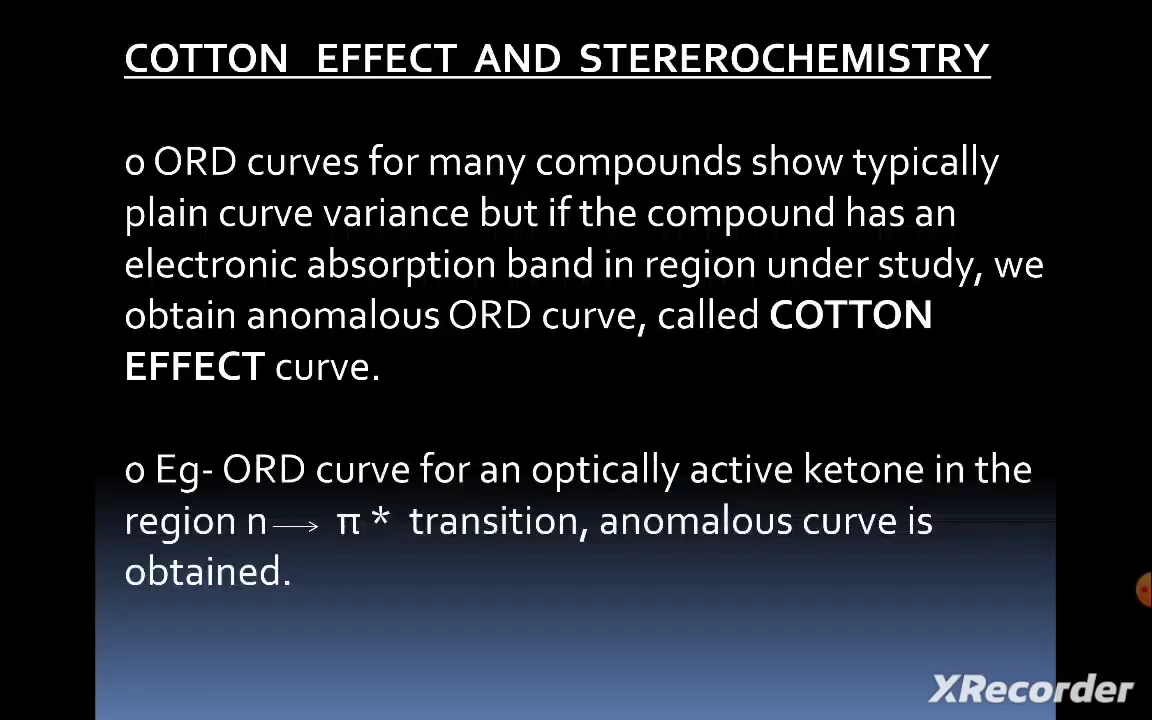 COTTON EFFECT AND STEREROCHEMISTRY
o ORD curves for many compounds show typically
plain curve variance but if the compound has an
electronic absorption band in region under study, we
obtain anomalous ORD curve, called COTTON
EFFECT curve.
o Eg- ORD curve for an optically active ketone in the
region n → π * transition, anomalous curve is
obtained.
XRecorder